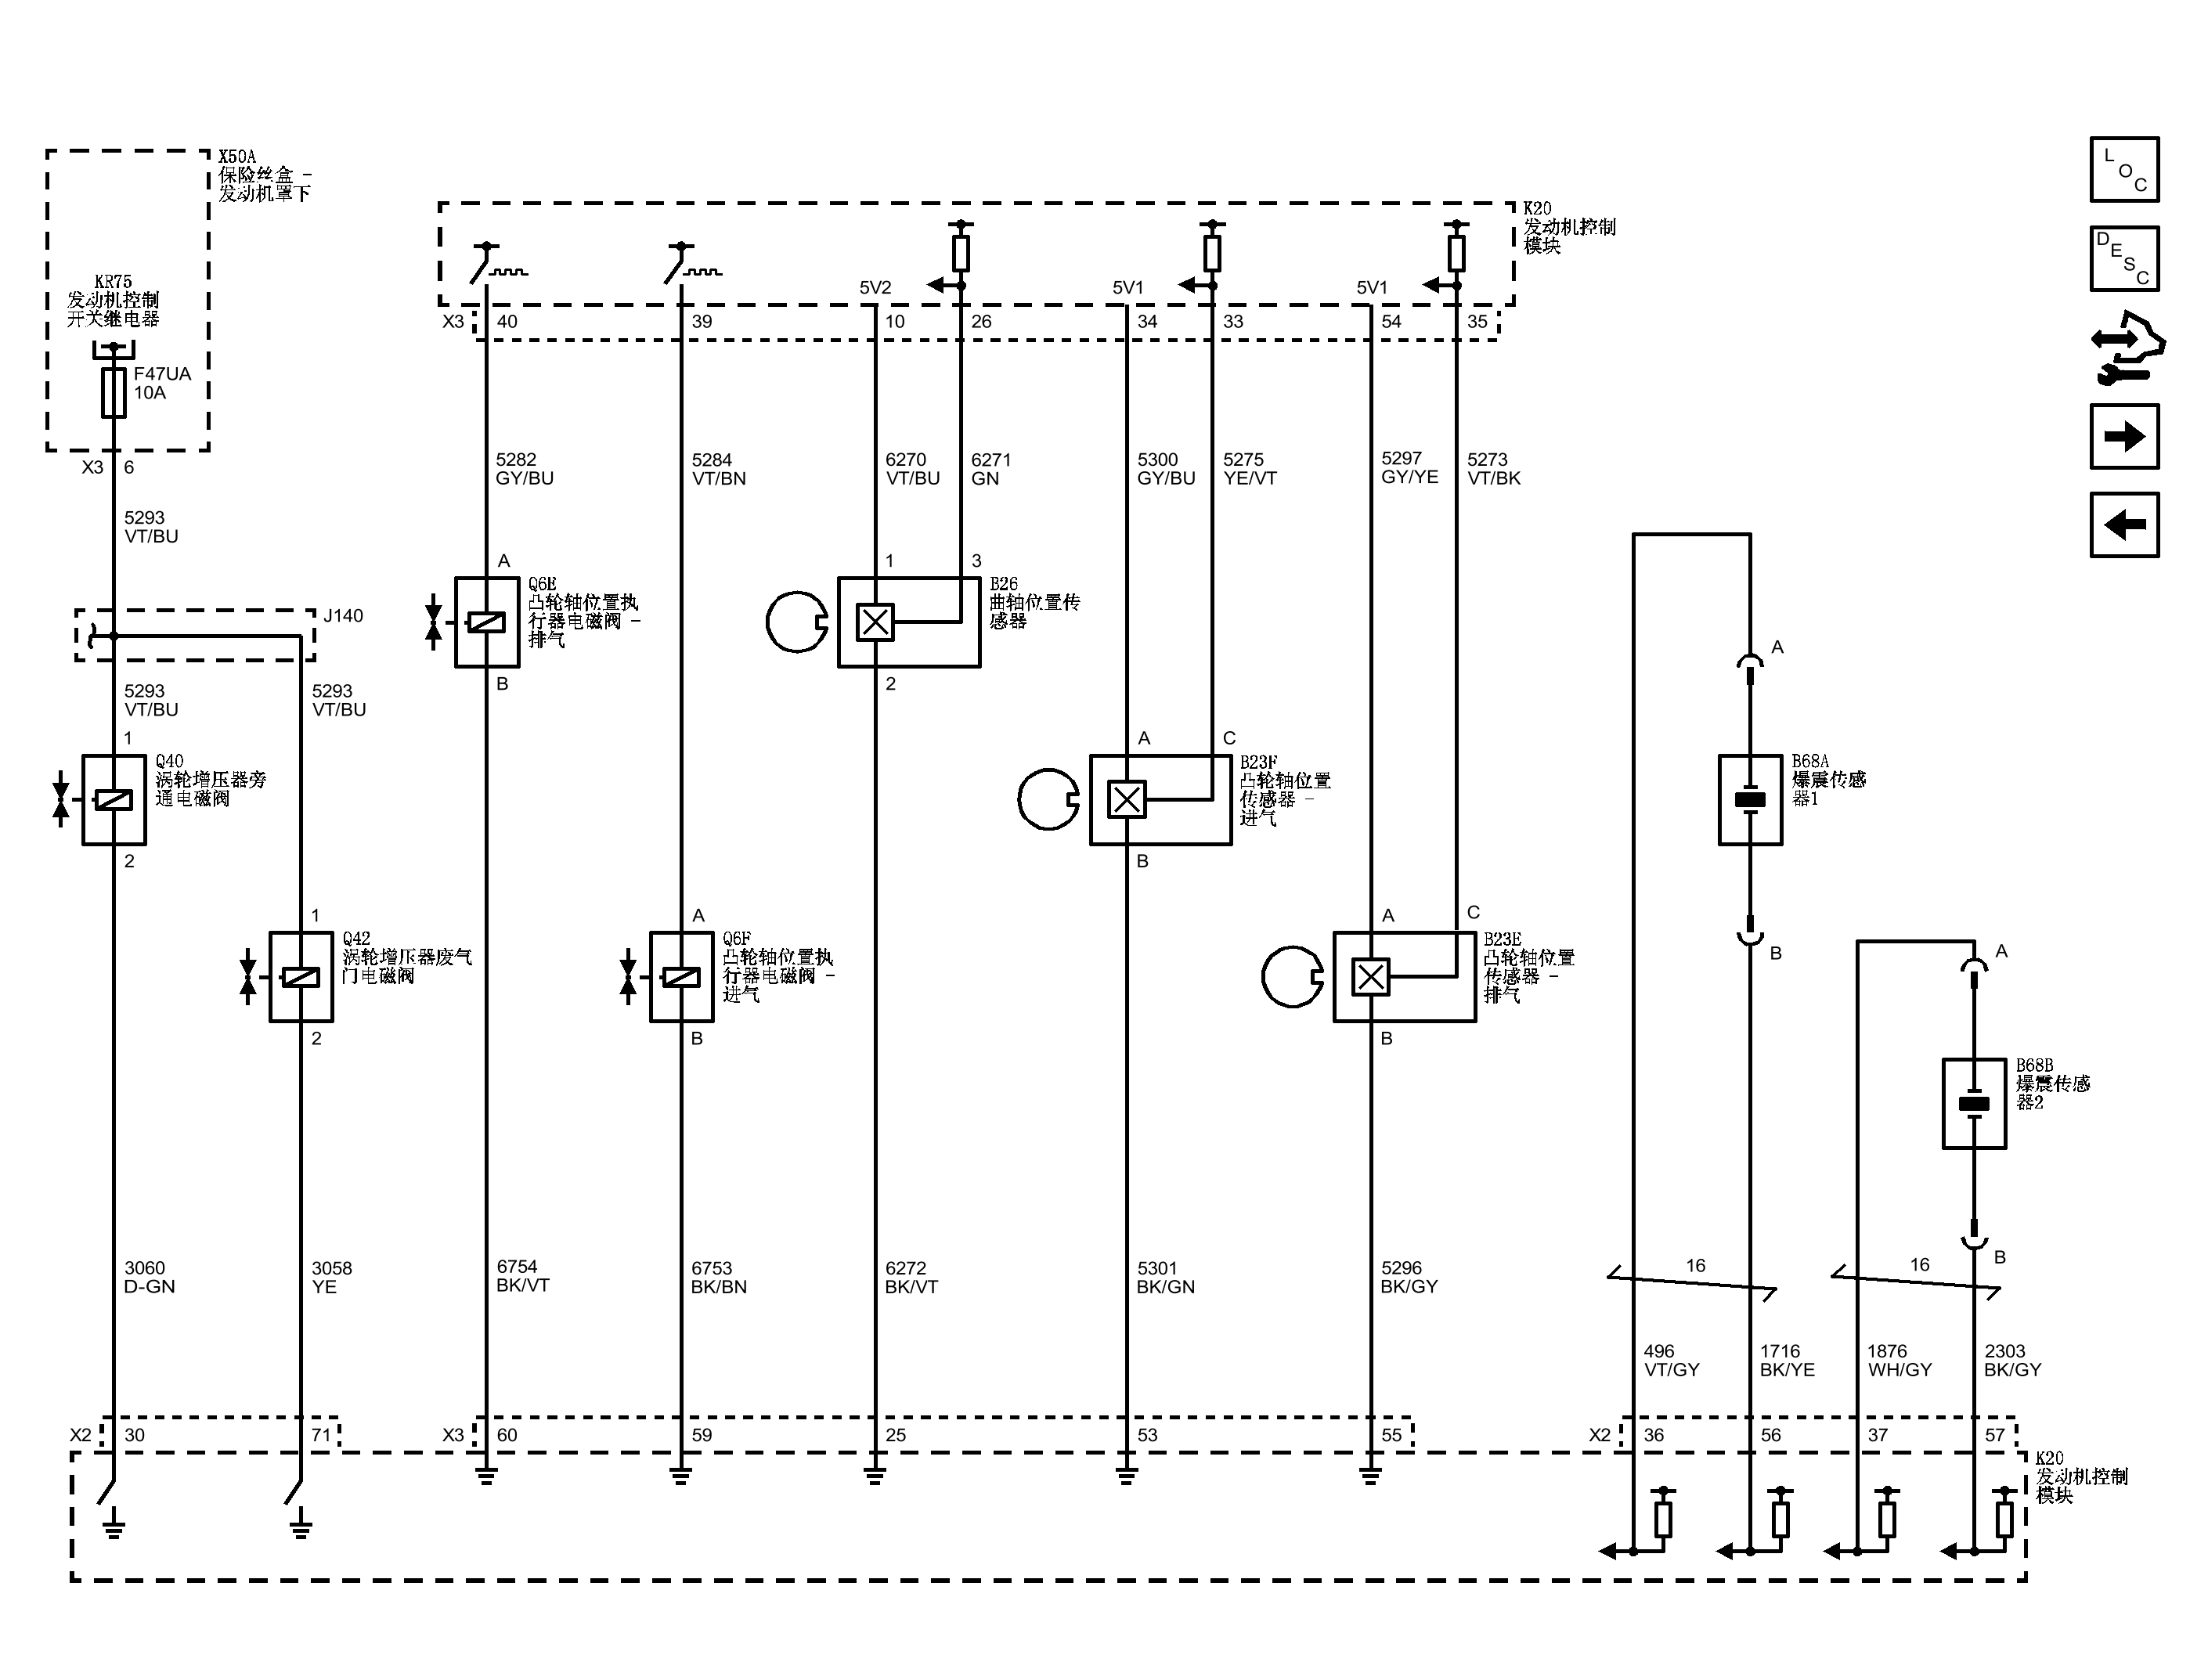 X50A
保险丝盒 -
发动机罩下
KR75
发动机控制
开关继电器
F47UA
10A
X3 6
5293
VT/BU
J140
5293
VT/BU
5293
VT/BU
1
Q40
涡轮增压器旁
通电磁阀
2
1
Q42
涡轮增压器废气
门电磁阀
2
3060
D-GN
3058
YE
X2 30 71
K20
发动机控制
模块
5V2 5V1 5V1
X3 40 39 10 26 34 33 54 35
5282
GY/BU
5284
VT/BN
6270
VT/BU
6271
GN
5300
GY/BU
5275
YE/VT
5297
GY/YE
5273
VT/BK
A
Q6E
凸轮轴位置执
行器电磁阀 -
排气
B
1 3
B26
曲轴位置传
感器
2
A C
B23F
凸轮轴位置
传感器 -
进气
B
A
Q6F
凸轮轴位置执
行器电磁阀 -
进气
B
A C
B23E
凸轮轴位置
传感器 -
排气
B
6754
BK/VT
6753
BK/BN
6272
BK/VT
5301
BK/GN
5296
BK/GY
X3 60 59 25 53 55
A
B68A
爆震传感
器1
B
A
B68B
爆震传感
器2
B
16
16
496
VT/GY
1716
BK/YE
1876
WH/GY
2303
BK/GY
X2 36 56 37 57
K20
发动机控制
模块
LOC
DESC